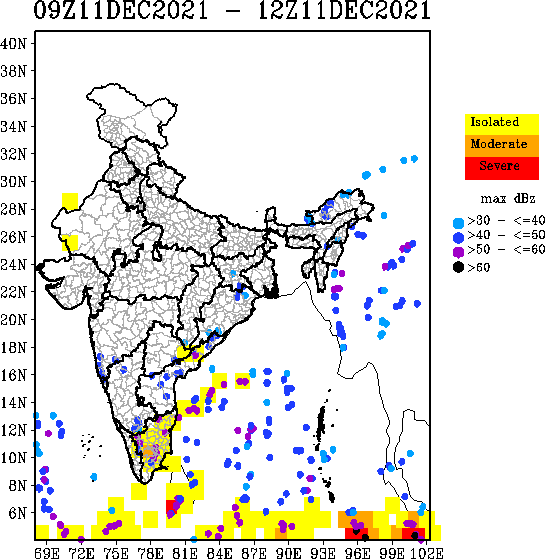 09Z11DEC2021 – 12Z11DEC2021
40N
38N
36N
34N
32N
30N
28N
26N
24N
22N
20N
18N
16N
14N
12N
10N
8N
6N
69E 72E 75E 78E 81E 84E 87E 90E 93E 96E 99E 102E
Isolated
Moderate
Severe
max dBz
>30 – <=40
>40 – <=50
>50 – <=60
>60